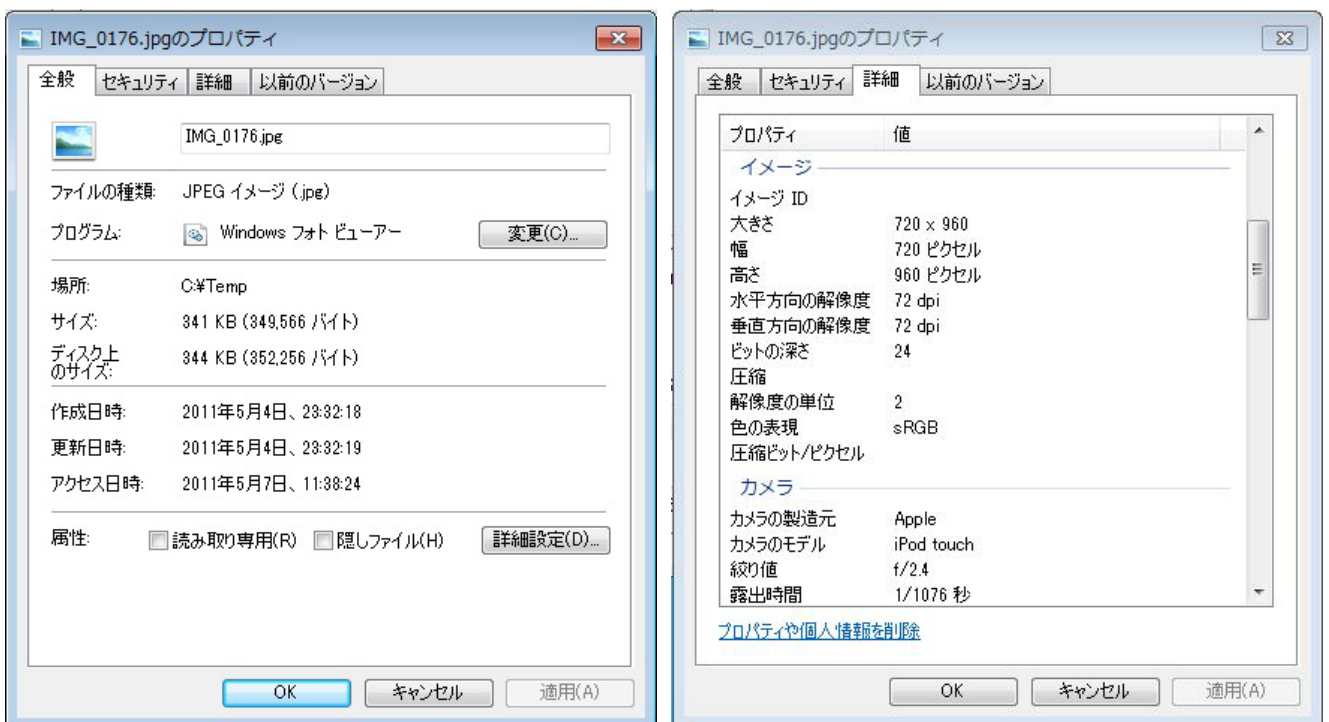 IMG_0176.jpgのプロパティ
全般 セキュリティ 詳細 以前のバージョン
IMG_0176.jpg
ファイルの種類: JPEG イメージ (.jpg)
プログラム: Windows フォト ビューアー 変更(C)...
場所: C:¥Temp
サイズ: 341 KB (349,566 バイト)
ディスク上
のサイズ: 344 KB (352,256 バイト)
作成日時: 2011年5月4日、23:32:18
更新日時: 2011年5月4日、23:32:19
アクセス日時: 2011年5月7日、11:38:24
属性: 読み取り専用(R) 隠しファイル(H) 詳細設定(D)...
OK キャンセル 適用(A)
IMG_0176.jpgのプロパティ
全般 セキュリティ 詳細 以前のバージョン
プロパティ 値
イメージ
イメージ ID
大きさ 720 x 960
幅 720 ピクセル
高さ 960 ピクセル
水平方向の解像度 72 dpi
垂直方向の解像度 72 dpi
ビットの深さ 24
圧縮
解像度の単位 2
色の表現 sRGB
圧縮ビット/ピクセル
カメラ
カメラの製造元 Apple
カメラのモデル iPod touch
絞り値 f/2.4
露出時間 1/1076 秒
プロパティや個人情報を削除
OK キャンセル 適用(A)